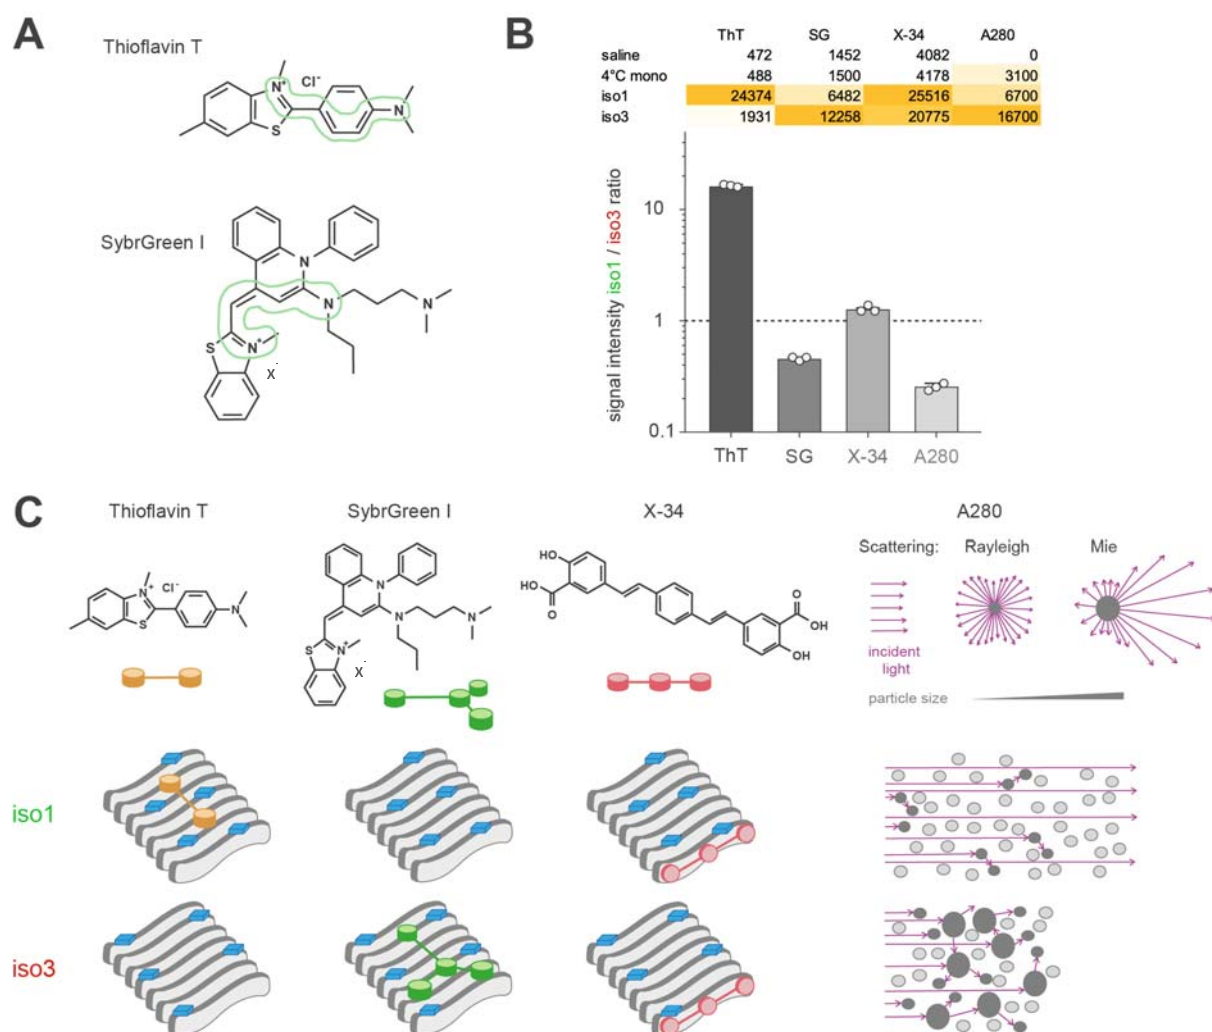 A
Thioflavin T
Cl⁻
N⁺
S
N
SybrGreen I
N
N
N
S
N⁺
X⁻
B
ThT SG X-34 A280
saline 472 1452 4082 0
4°C mono 488 1500 4178 3100
iso1 24374 6482 25516 6700
iso3 1931 12258 20775 16700
signal intensity iso1 / iso3 ratio
10
1
0.1
ThT SG X-34 A280
C
Thioflavin T SybrGreen I X-34 A280
Scattering: Rayleigh Mie
Cl⁻
N⁺
S
N
N
N
N
S
N⁺
X⁻
HO
HO
O
O
OH
OH
incident
light
particle size
iso1
iso3